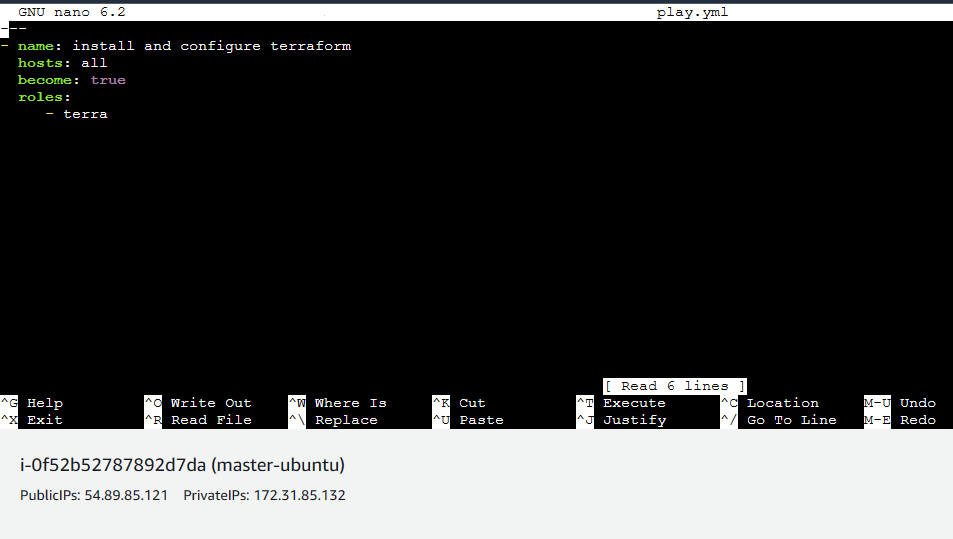 GNU nano 6.2 play.yml
---
- name: install and configure terraform
  hosts: all
  become: true
  roles:
     - terra
[ Read 6 lines ]
^G Help ^O Write Out ^W Where Is ^K Cut ^T Execute ^C Location M-U Undo
^X Exit ^R Read File ^\ Replace ^U Paste ^J Justify ^/ Go To Line M-E Redo
i-0f52b52787892d7da (master-ubuntu)
PublicIPs: 54.89.85.121 PrivateIPs: 172.31.85.132